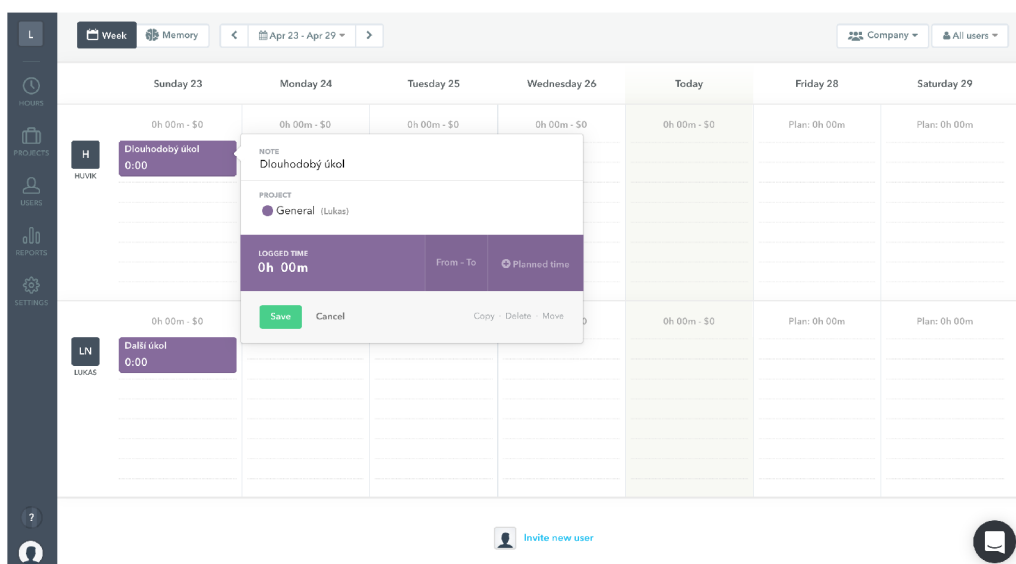 L
Week
Memory
Apr 23 - Apr 29
Company
All users
Sunday 23
Monday 24
Tuesday 25
Wednesday 26
Today
Friday 28
Saturday 29
HOURS
PROJECTS
USERS
REPORTS
SETTINGS
0h 00m - $0
0h 00m - $0
0h 00m - $0
0h 00m - $0
0h 00m - $0
Plan: 0h 00m
Plan: 0h 00m
H
HUVIK
Dlouhodobý úkol
0:00
NOTE
Dlouhodobý úkol
PROJECT
General (Lukas)
LOGGED TIME
0h 00m
From – To
Planned time
Save
Cancel
Copy · Delete · Move
0h 00m - $0
0
0h 00m - $0
Plan: 0h 00m
Plan: 0h 00m
LN
LUKAS
Další úkol
0:00
?
Invite new user